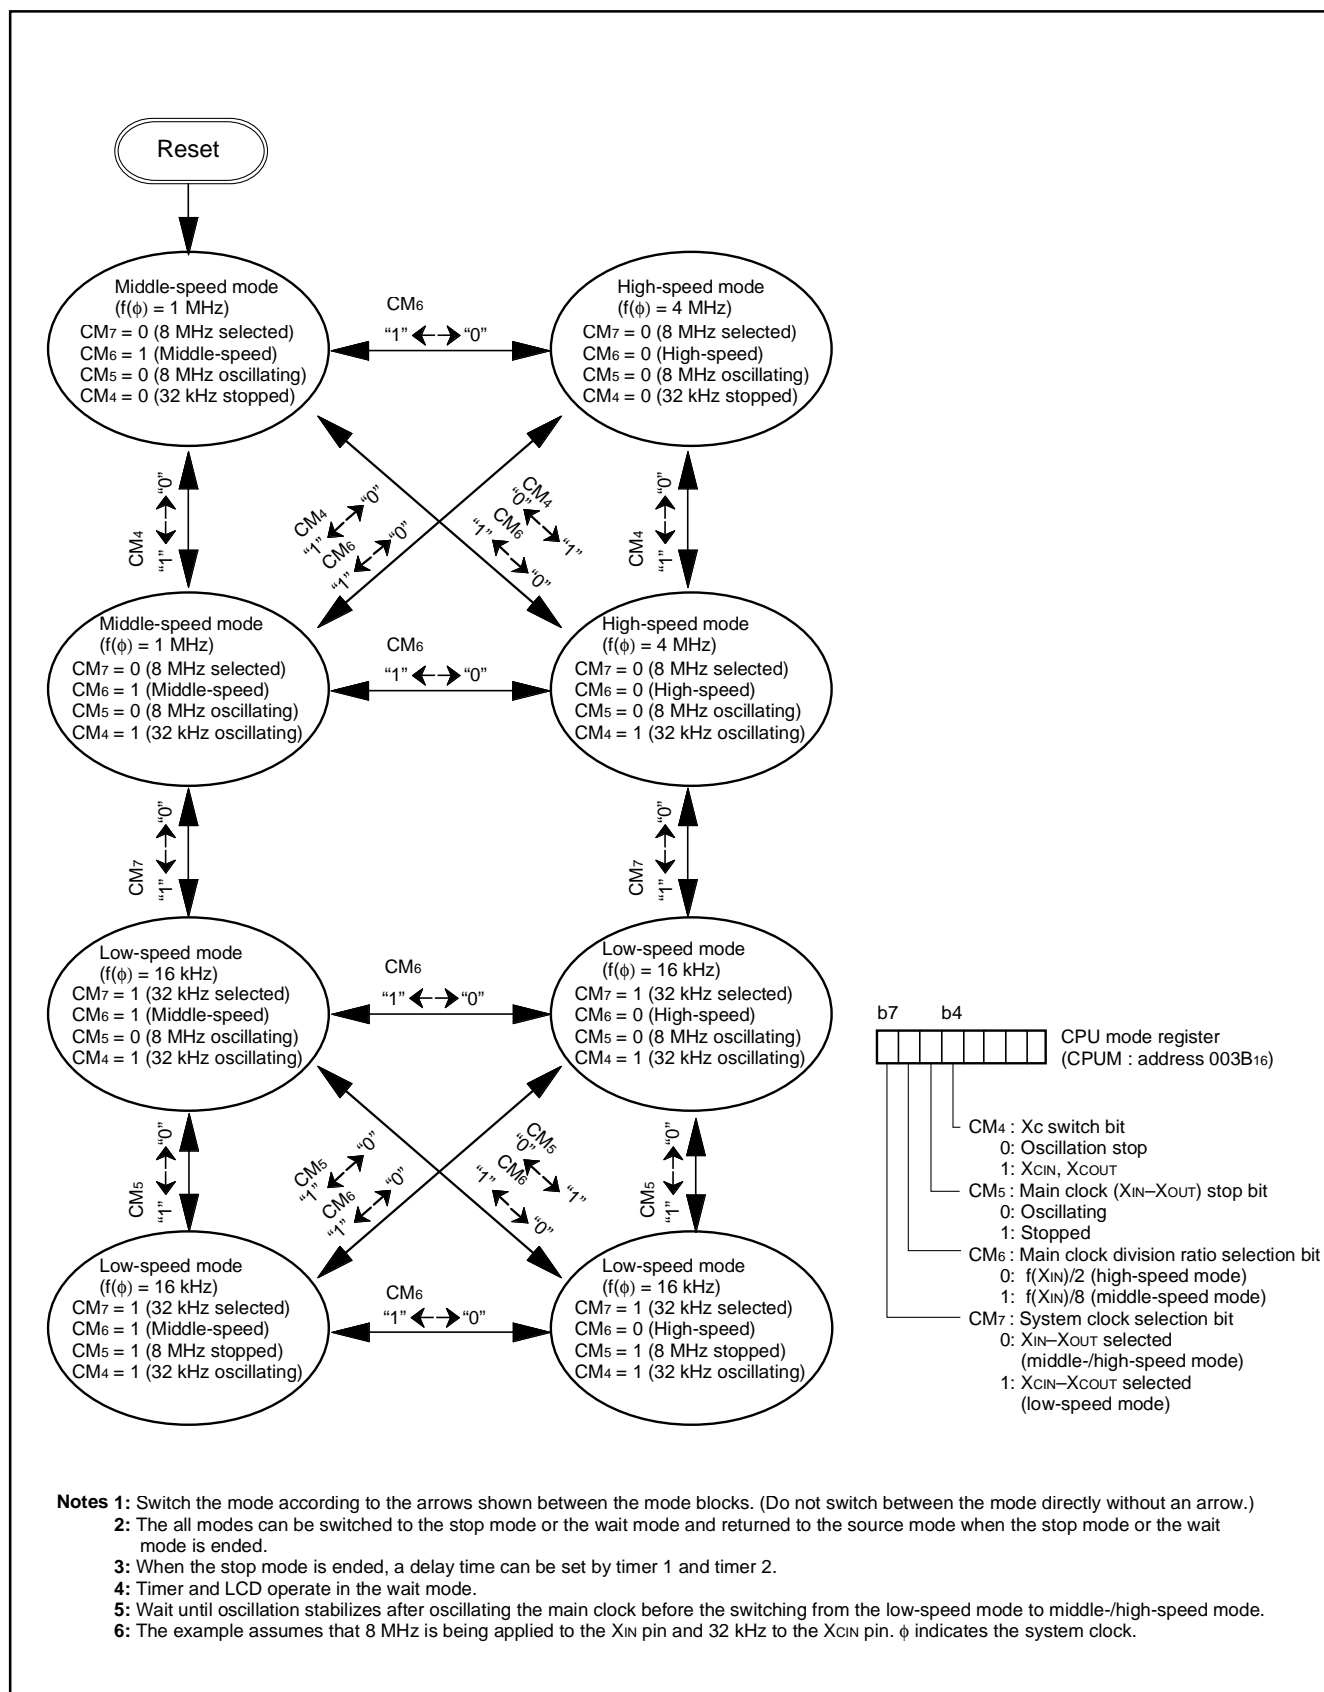 Reset
Middle-speed mode
(f(ϕ) = 1 MHz)
CM7 = 0 (8 MHz selected)
CM6 = 1 (Middle-speed)
CM5 = 0 (8 MHz oscillating)
CM4 = 0 (32 kHz stopped)
CM6
“1” “0”
High-speed mode
(f(ϕ) = 4 MHz)
CM7 = 0 (8 MHz selected)
CM6 = 0 (High-speed)
CM5 = 0 (8 MHz oscillating)
CM4 = 0 (32 kHz stopped)
CM4
“1” “0”
CM4
“1” “0”
CM6
“1” “0”
CM4
“0” “1”
CM6
“1” “0”
CM4
“1” “0”
Middle-speed mode
(f(ϕ) = 1 MHz)
CM7 = 0 (8 MHz selected)
CM6 = 1 (Middle-speed)
CM5 = 0 (8 MHz oscillating)
CM4 = 1 (32 kHz oscillating)
CM6
“1” “0”
High-speed mode
(f(ϕ) = 4 MHz)
CM7 = 0 (8 MHz selected)
CM6 = 0 (High-speed)
CM5 = 0 (8 MHz oscillating)
CM4 = 1 (32 kHz oscillating)
CM7
“1” “0”
CM7
“1” “0”
Low-speed mode
(f(ϕ) = 16 kHz)
CM7 = 1 (32 kHz selected)
CM6 = 1 (Middle-speed)
CM5 = 0 (8 MHz oscillating)
CM4 = 1 (32 kHz oscillating)
CM6
“1” “0”
Low-speed mode
(f(ϕ) = 16 kHz)
CM7 = 1 (32 kHz selected)
CM6 = 0 (High-speed)
CM5 = 0 (8 MHz oscillating)
CM4 = 1 (32 kHz oscillating)
CM5
“1” “0”
CM5
“1” “0”
CM6
“1” “0”
CM5
“0” “1”
CM6
“1” “0”
CM5
“1” “0”
Low-speed mode
(f(ϕ) = 16 kHz)
CM7 = 1 (32 kHz selected)
CM6 = 1 (Middle-speed)
CM5 = 1 (8 MHz stopped)
CM4 = 1 (32 kHz oscillating)
CM6
“1” “0”
Low-speed mode
(f(ϕ) = 16 kHz)
CM7 = 1 (32 kHz selected)
CM6 = 0 (High-speed)
CM5 = 1 (8 MHz stopped)
CM4 = 1 (32 kHz oscillating)
b7 b4
CPU mode register
(CPUM : address 003B16)
CM4 : Xc switch bit
0: Oscillation stop
1: XCIN, XCOUT
CM5 : Main clock (XIN–XOUT) stop bit
0: Oscillating
1: Stopped
CM6 : Main clock division ratio selection bit
0: f(XIN)/2 (high-speed mode)
1: f(XIN)/8 (middle-speed mode)
CM7 : System clock selection bit
0: XIN–XOUT selected
(middle-/high-speed mode)
1: XCIN–XCOUT selected
(low-speed mode)
Notes 1: Switch the mode according to the arrows shown between the mode blocks. (Do not switch between the mode directly without an arrow.)
2: The all modes can be switched to the stop mode or the wait mode and returned to the source mode when the stop mode or the wait
mode is ended.
3: When the stop mode is ended, a delay time can be set by timer 1 and timer 2.
4: Timer and LCD operate in the wait mode.
5: Wait until oscillation stabilizes after oscillating the main clock before the switching from the low-speed mode to middle-/high-speed mode.
6: The example assumes that 8 MHz is being applied to the XIN pin and 32 kHz to the XCIN pin. ϕ indicates the system clock.